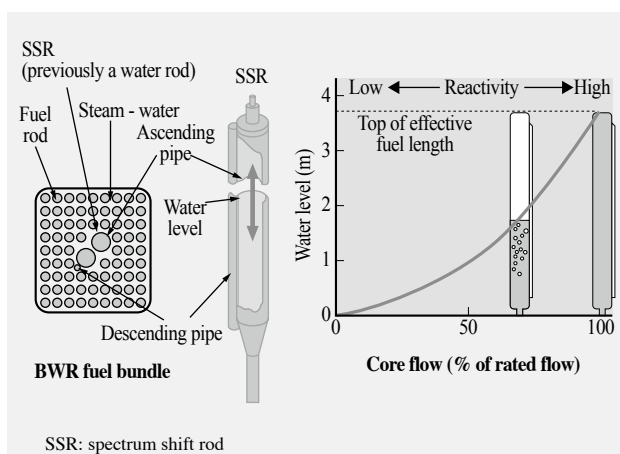 SSR
(previously a water rod)
Fuel
rod
Steam - water
Ascending
pipe
Water
level
Descending pipe
BWR fuel bundle
SSR
SSR: spectrum shift rod
Low
Reactivity
High
Top of effective
fuel length
Water level (m)
4
3
2
1
0
0
50
100
Core flow (% of rated flow)